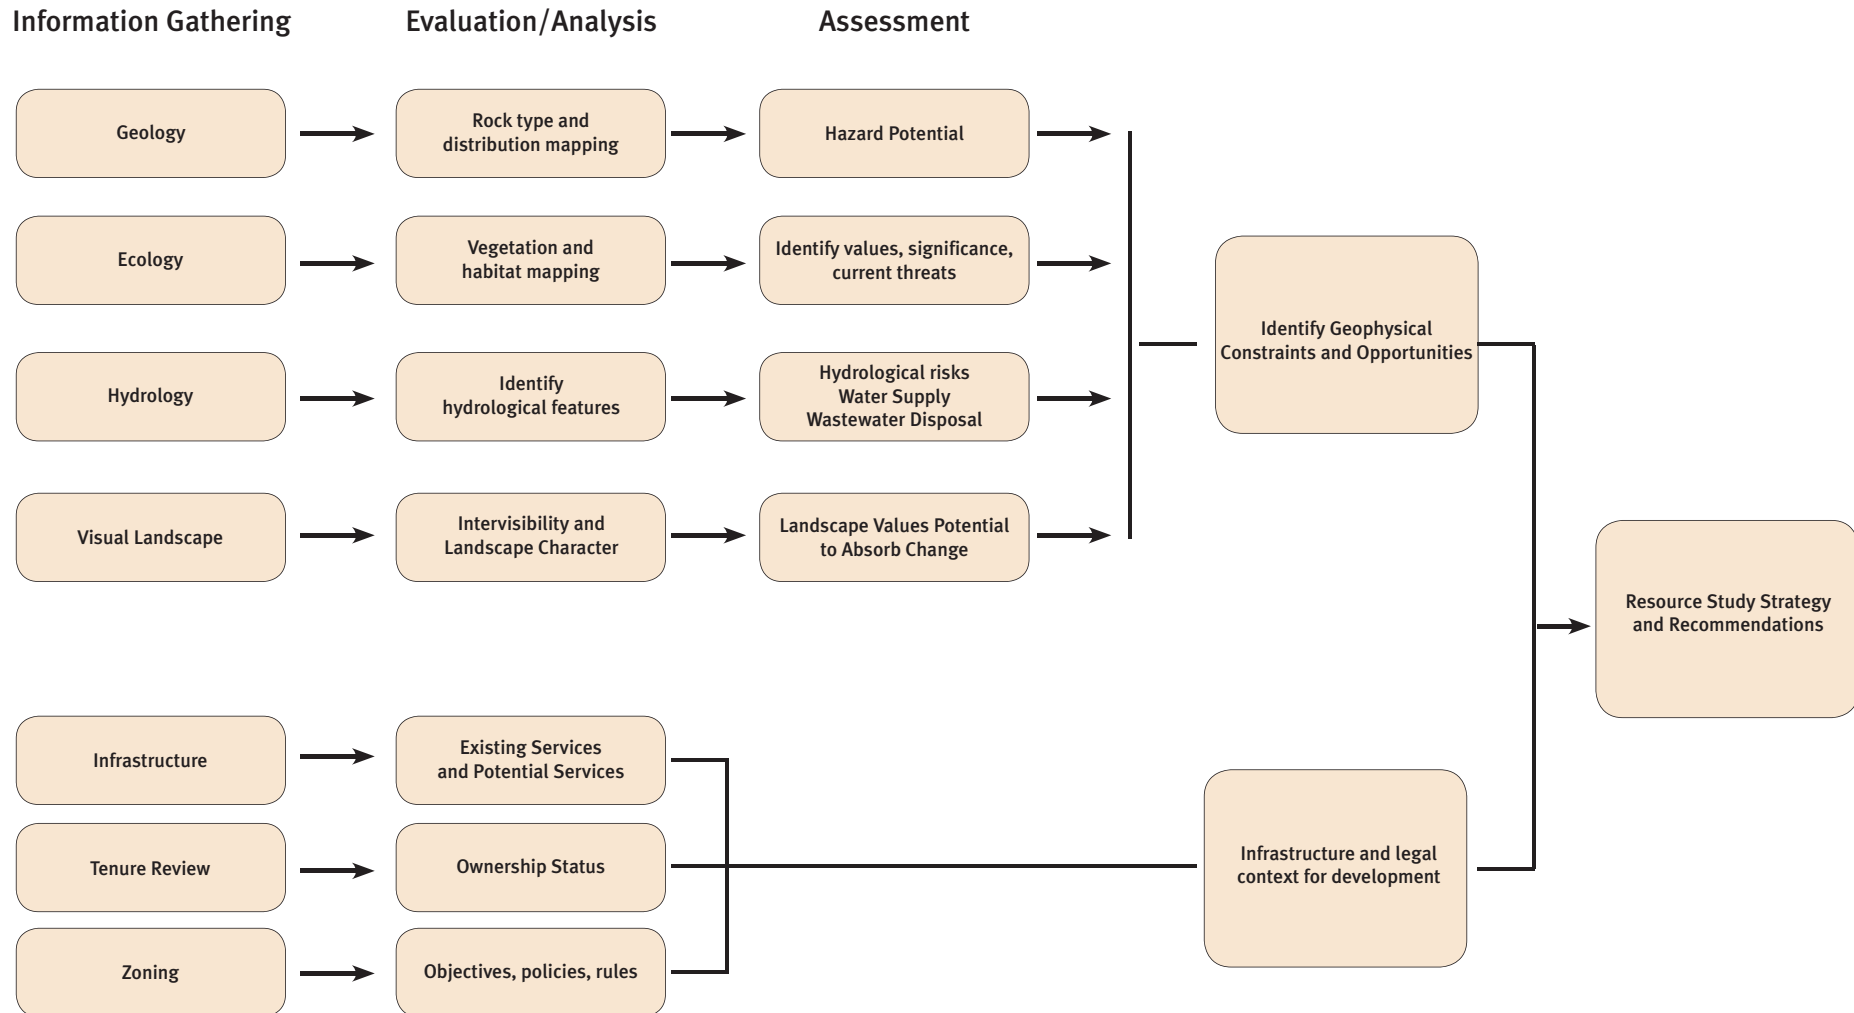 Information Gathering
Evaluation/Analysis
Assessment
Geology
Rock type and
distribution mapping
Hazard Potential
Ecology
Vegetation and
habitat mapping
Identify values, significance,
current threats
Hydrology
Identify
hydrological features
Hydrological risks
Water Supply
Wastewater Disposal
Visual Landscape
Intervisibility and
Landscape Character
Landscape Values Potential
to Absorb Change
Identify Geophysical
Constraints and Opportunities
Resource Study Strategy
and Recommendations
Infrastructure
Existing Services
and Potential Services
Tenure Review
Ownership Status
Zoning
Objectives, policies, rules
Infrastructure and legal
context for development